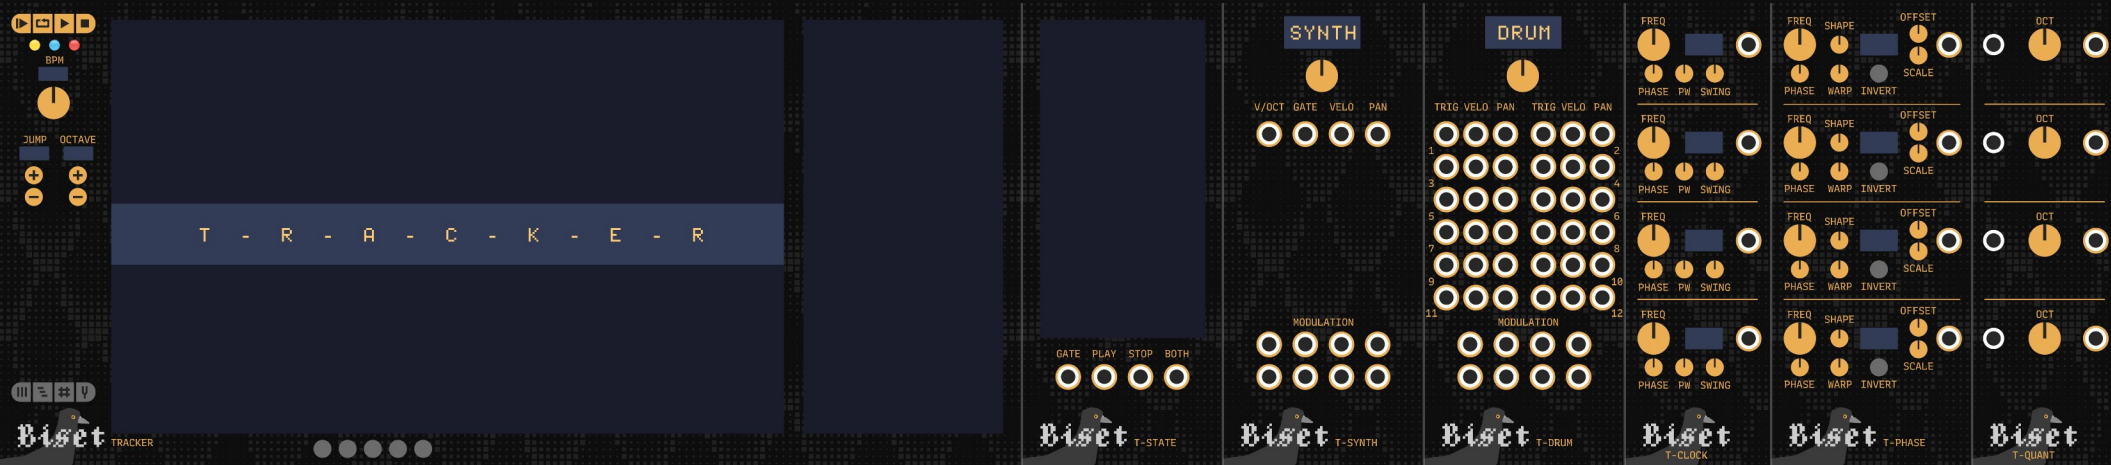 BPM
JUMP OCTAVE
T - R - A - C - K - E - R
Biset TRACKER
GATE PLAY STOP BOTH
Biset T-STATE
SYNTH
V/OCT GATE VELO PAN
MODULATION
Biset T-SYNTH
DRUM
TRIG VELO PAN TRIG VELO PAN
1 2
3 4
5 6
7 8
9 10
11 12
MODULATION
Biset T-DRUM
FREQ
PHASE PW SWING
FREQ
PHASE PW SWING
FREQ
PHASE PW SWING
FREQ
PHASE PW SWING
Biset
T-CLOCK
FREQ SHAPE OFFSET
SCALE
PHASE WARP INVERT
FREQ SHAPE OFFSET
SCALE
PHASE WARP INVERT
FREQ SHAPE OFFSET
SCALE
PHASE WARP INVERT
FREQ SHAPE OFFSET
SCALE
PHASE WARP INVERT
Biset T-PHASE
OCT
OCT
OCT
OCT
Biset
T-QUANT